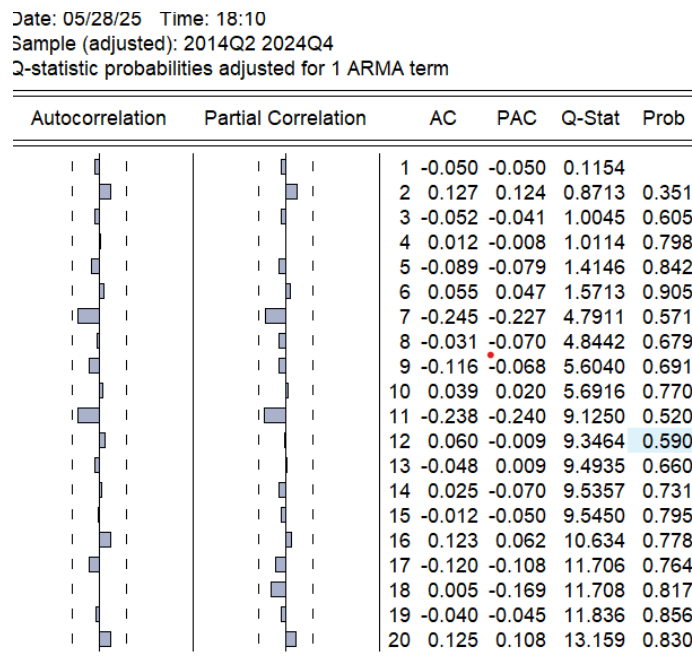 Date: 05/28/25 Time: 18:10
Sample (adjusted): 2014Q2 2024Q4
Q-statistic probabilities adjusted for 1 ARMA term
Autocorrelation Partial Correlation AC PAC Q-Stat Prob
1 -0.050 -0.050 0.1154
2 0.127 0.124 0.8713 0.351
3 -0.052 -0.041 1.0045 0.605
4 0.012 -0.008 1.0114 0.798
5 -0.089 -0.079 1.4146 0.842
6 0.055 0.047 1.5713 0.905
7 -0.245 -0.227 4.7911 0.571
8 -0.031 -0.070 4.8442 0.679
9 -0.116 -0.068 5.6040 0.691
10 0.039 0.020 5.6916 0.770
11 -0.238 -0.240 9.1250 0.520
12 0.060 -0.009 9.3464 0.590
13 -0.048 0.009 9.4935 0.660
14 0.025 -0.070 9.5357 0.731
15 -0.012 -0.050 9.5450 0.795
16 0.123 0.062 10.634 0.778
17 -0.120 -0.108 11.706 0.764
18 0.005 -0.169 11.708 0.817
19 -0.040 -0.045 11.836 0.856
20 0.125 0.108 13.159 0.830